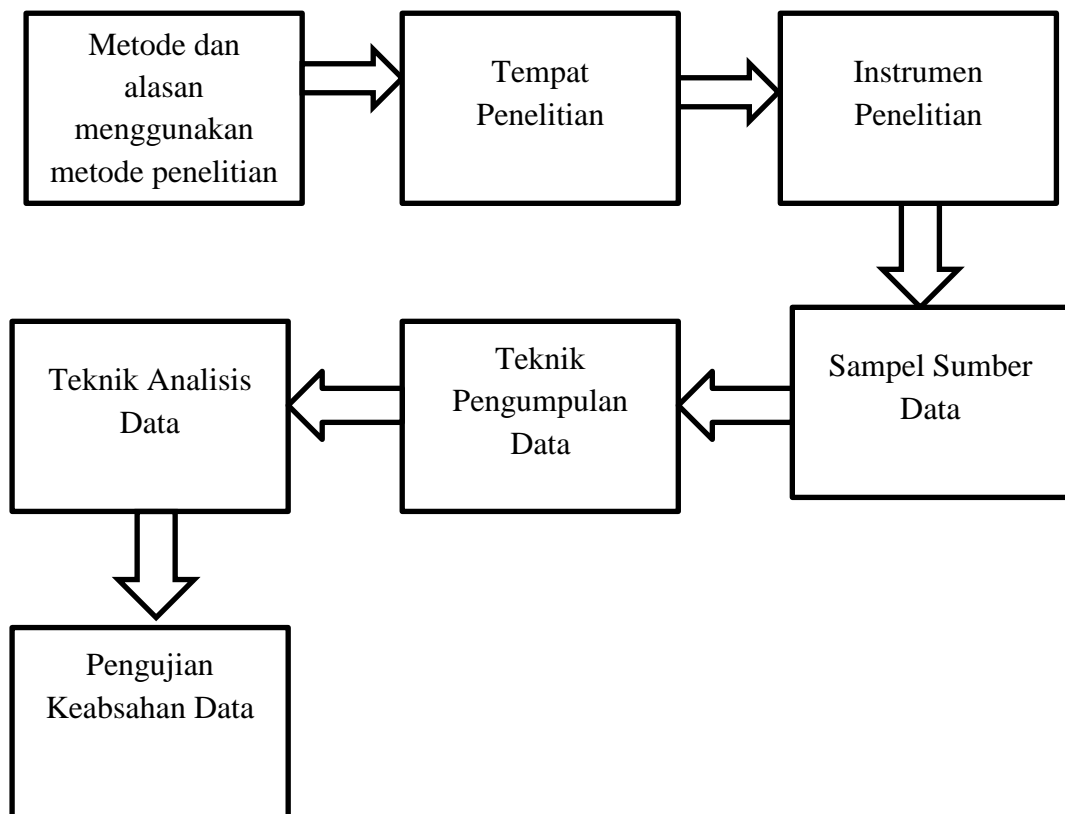 Metode dan
alasan
menggunakan
metode penelitian
Tempat
Penelitian
Instrumen
Penelitian
Sampel Sumber
Data
Teknik
Pengumpulan
Data
Teknik Analisis
Data
Pengujian
Keabsahan Data